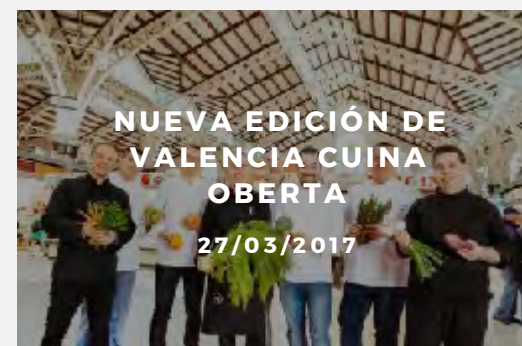 NUEVA EDICIÓN DE
VALENCIA CUINA
OBERTA
27/03/2017